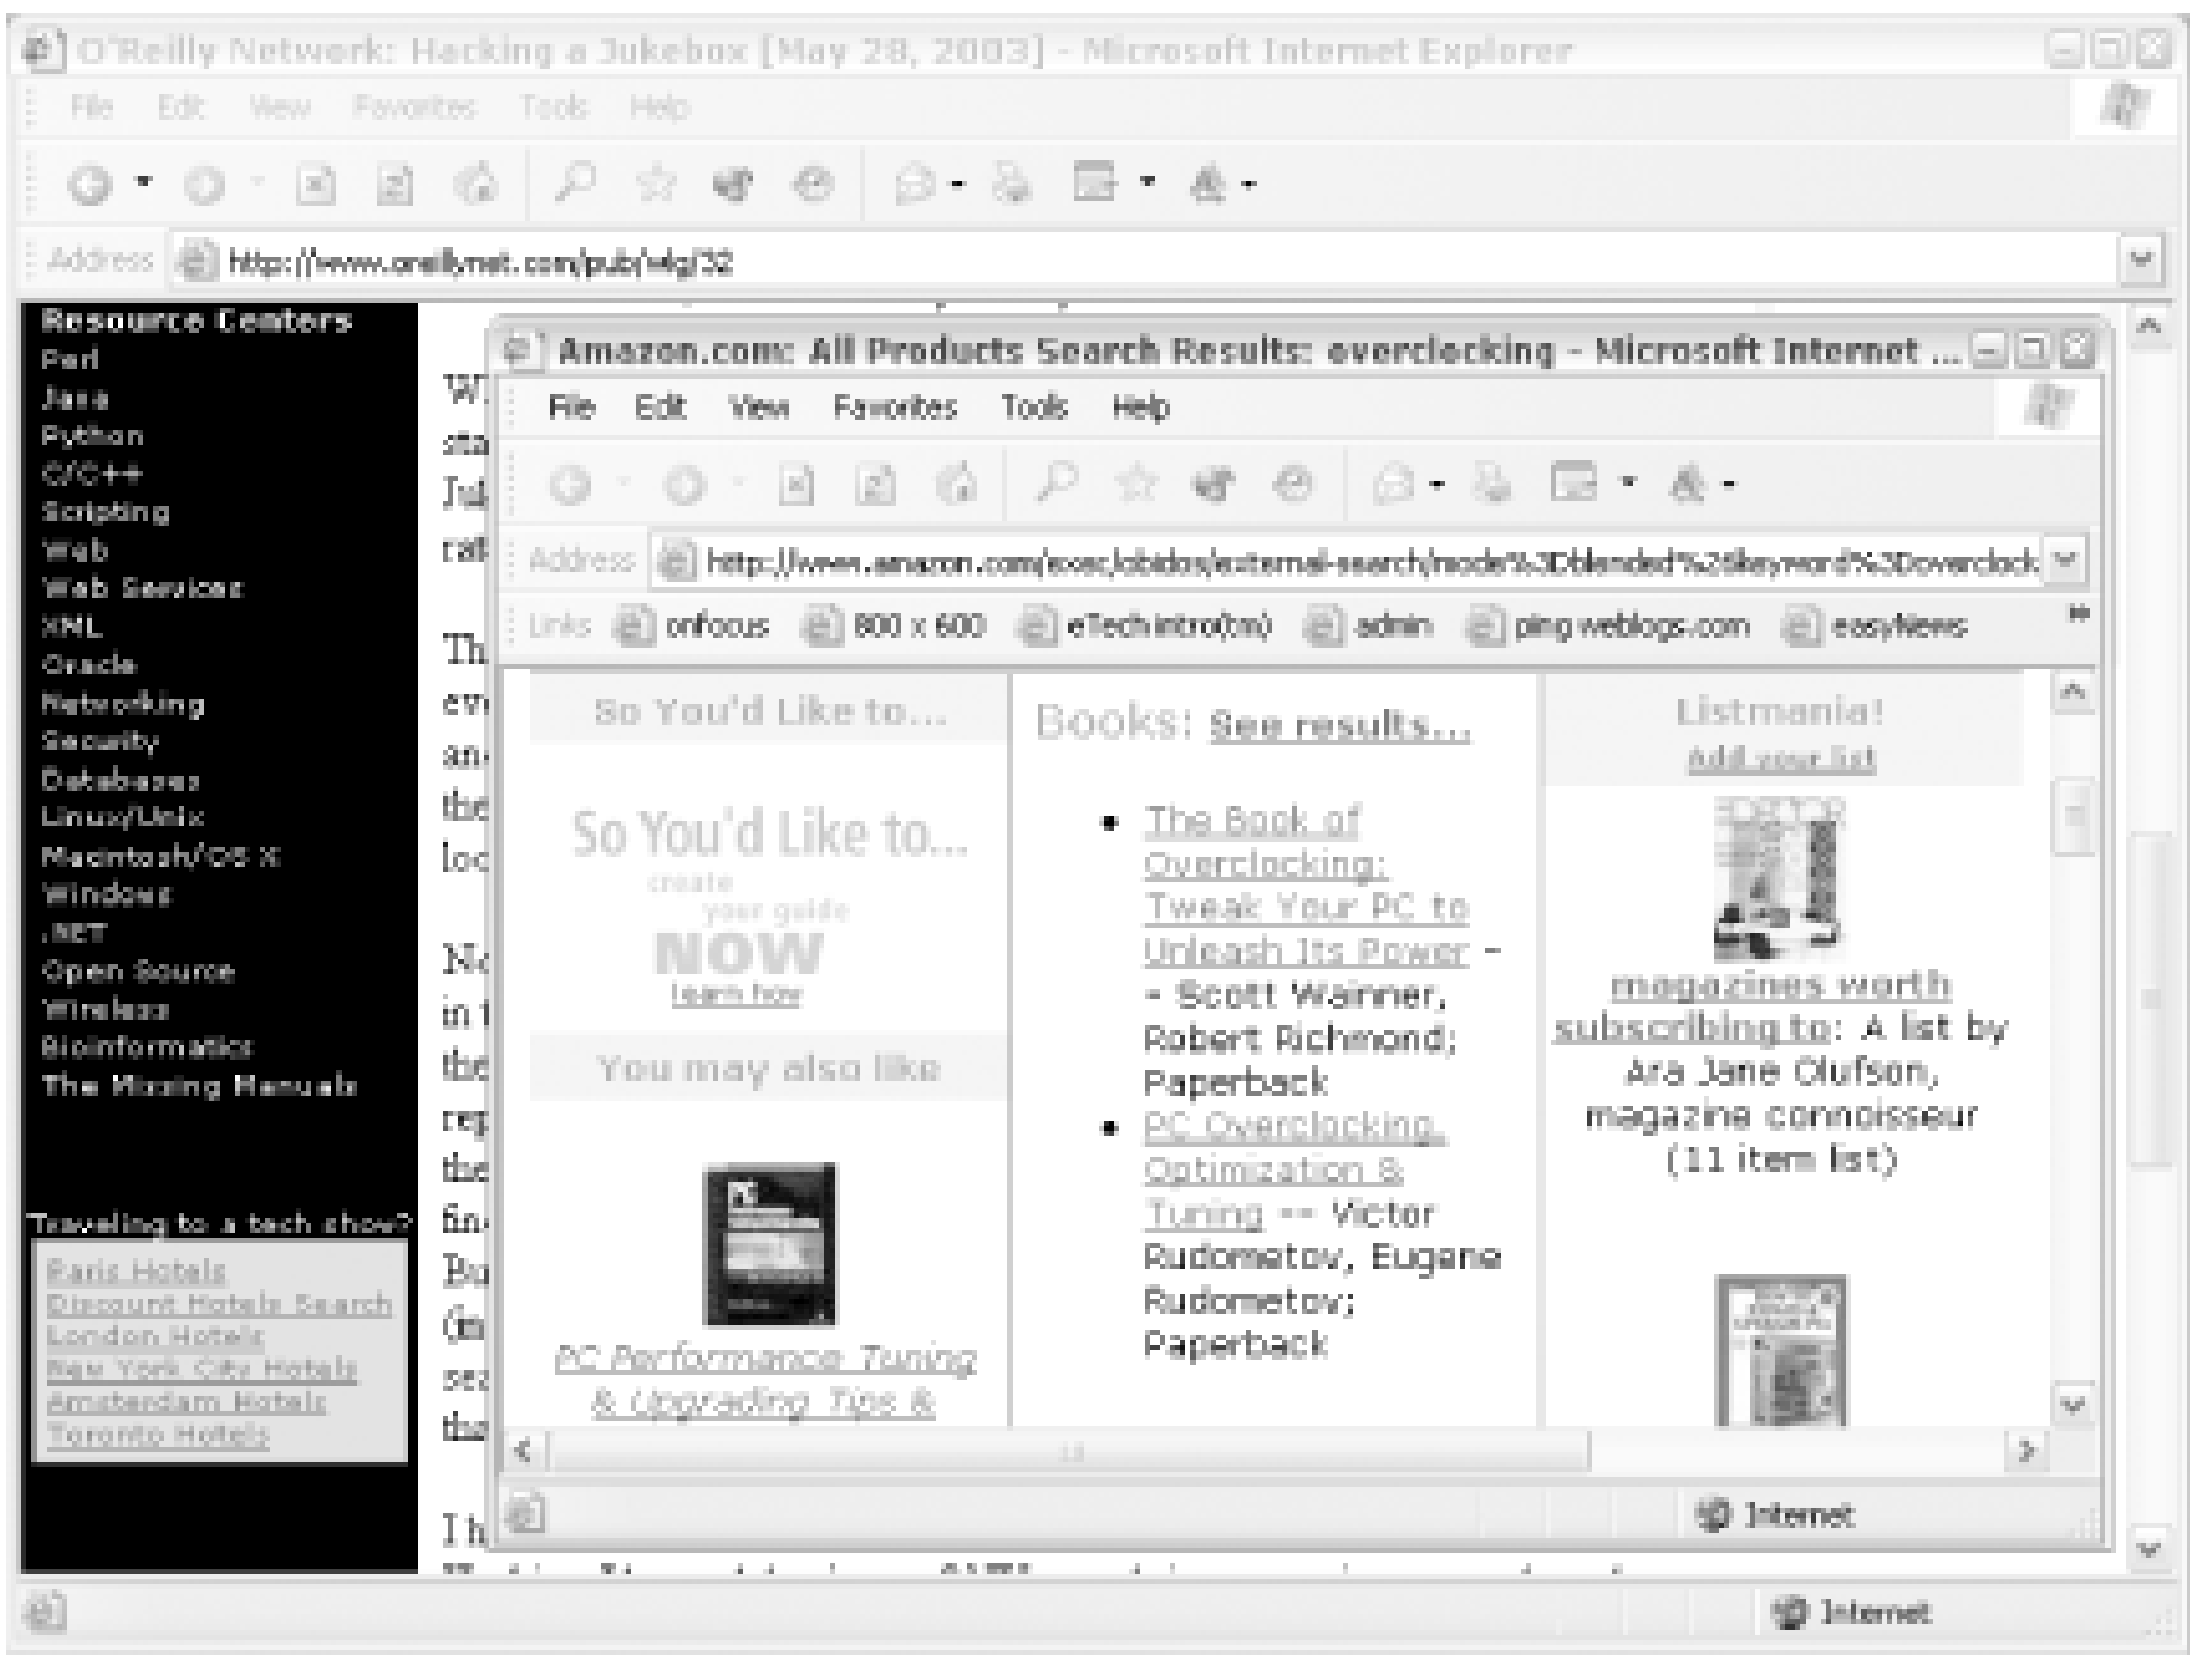 O'Reilly Network: Hacking a Jukebox [May 28, 2003] - Microsoft Internet Explorer
File Edit View Favorites Tools Help
Address http://www.oreillynet.com/pub/wlg/32
Resource Centers
Perl
Java
Python
C/C++
Scripting
Web
Web Services
XML
Oracle
Networking
Security
Databases
Linux/Unix
Macintosh/OS X
Windows
.NET
Open Source
Wireless
Bioinformatics
The Missing Manuals
Traveling to a tech show?
Paris Hotels
Discount Hotels Search
London Hotels
New York City Hotels
Amsterdam Hotels
Toronto Hotels
Amazon.com: All Products Search Results: overclocking - Microsoft Internet ...
File Edit View Favorites Tools Help
Address http://www.amazon.com/exec/obidos/external-search/mode%3Dblended%26keyword%3Doverclock
Links onfocus 800 x 600 eTech intro(tm) admin ping weblogs.com easyNews »
So You'd Like to...
So You'd Like to...
create
your guide
NOW
learn how
You may also like
PC Performance Tuning
& Upgrading Tips &
Books: See results...
• The Book of
Overclocking:
Tweak Your PC to
Unleash Its Power -
- Scott Wainner,
Robert Richmond;
Paperback
• PC Overclocking,
Optimization &
Tuning -- Victor
Rudometov, Eugene
Rudometov;
Paperback
Listmania!
Add your list
magazines worth
subscribing to: A list by
Ara Jane Olufson,
magazine connoisseur
(11 item list)
Internet
Internet